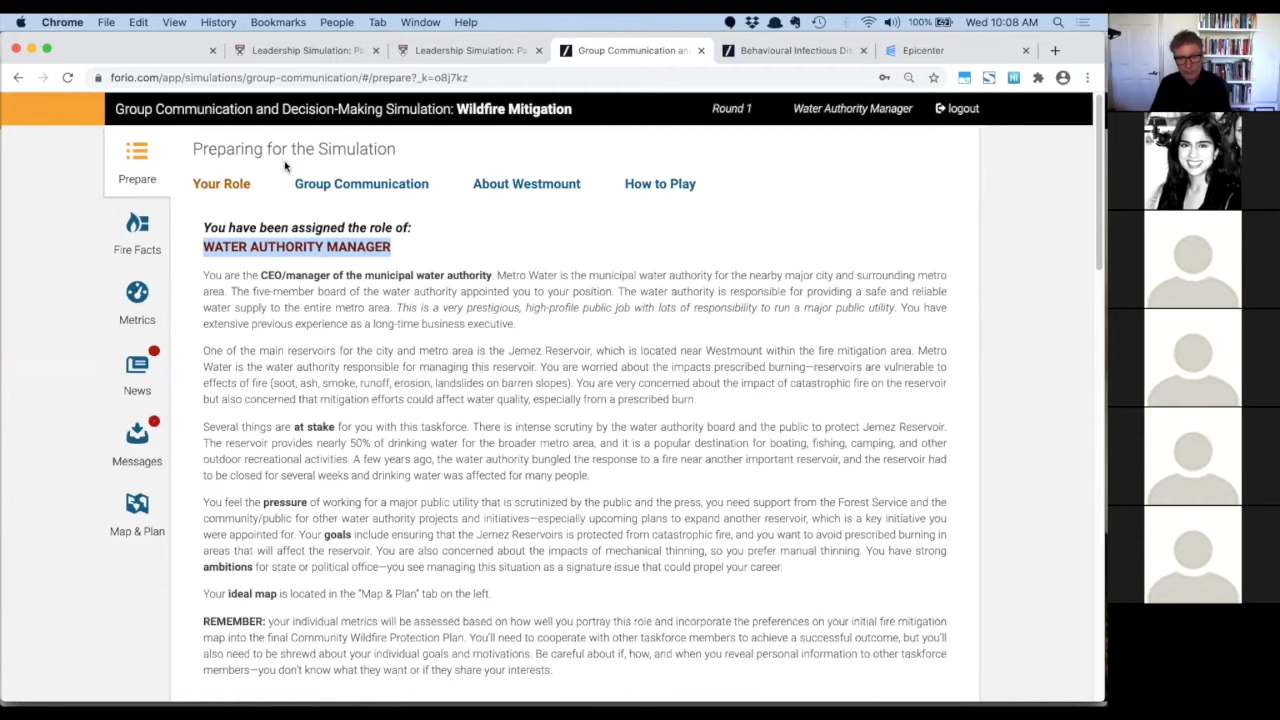 Chrome File Edit View History Bookmarks People Tab Window Help 100% Wed 10:08 AM
Leadership Simulation: Pa Leadership Simulation: Pa Group Communication an Behavioural Infectious Dis Epicenter
forio.com/app/simulations/group-communication/#/prepare?_k=o8j7kz
Group Communication and Decision-Making Simulation: Wildfire Mitigation Round 1 Water Authority Manager logout
Preparing for the Simulation
Prepare
Your Role Group Communication About Westmount How to Play
Fire Facts
Metrics
News
Messages
Map & Plan
You have been assigned the role of:
WATER AUTHORITY MANAGER
You are the CEO/manager of the municipal water authority. Metro Water is the municipal water authority for the nearby major city and surrounding metro
area. The five-member board of the water authority appointed you to your position. The water authority is responsible for providing a safe and reliable
water supply to the entire metro area. This is a very prestigious, high-profile public job with lots of responsibility to run a major public utility. You have
extensive previous experience as a long-time business executive.
One of the main reservoirs for the city and metro area is the Jemez Reservoir, which is located near Westmount within the fire mitigation area. Metro
Water is the water authority responsible for managing this reservoir. You are worried about the impacts prescribed burning—reservoirs are vulnerable to
effects of fire (soot, ash, smoke, runoff, erosion, landslides on barren slopes). You are very concerned about the impact of catastrophic fire on the reservoir
but also concerned that mitigation efforts could affect water quality, especially from a prescribed burn.
Several things are at stake for you with this taskforce. There is intense scrutiny by the water authority board and the public to protect Jemez Reservoir.
The reservoir provides nearly 50% of drinking water for the broader metro area, and it is a popular destination for boating, fishing, camping, and other
outdoor recreational activities. A few years ago, the water authority bungled the response to a fire near another important reservoir, and the reservoir had
to be closed for several weeks and drinking water was affected for many people.
You feel the pressure of working for a major public utility that is scrutinized by the public and the press, you need support from the Forest Service and the
community/public for other water authority projects and initiatives—especially upcoming plans to expand another reservoir, which is a key initiative you
were appointed for. Your goals include ensuring that the Jemez Reservoirs is protected from catastrophic fire, and you want to avoid prescribed burning in
areas that will affect the reservoir. You are also concerned about the impacts of mechanical thinning, so you prefer manual thinning. You have strong
ambitions for state or political office—you see managing this situation as a signature issue that could propel your career.
Your ideal map is located in the “Map & Plan” tab on the left.
REMEMBER: your individual metrics will be assessed based on how well you portray this role and incorporate the preferences on your initial fire mitigation
map into the final Community Wildfire Protection Plan. You'll need to cooperate with other taskforce members to achieve a successful outcome, but you'll
also need to be shrewd about your individual goals and motivations. Be careful about if, how, and when you reveal personal information to other taskforce
members—you don't know what they want or if they share your interests.